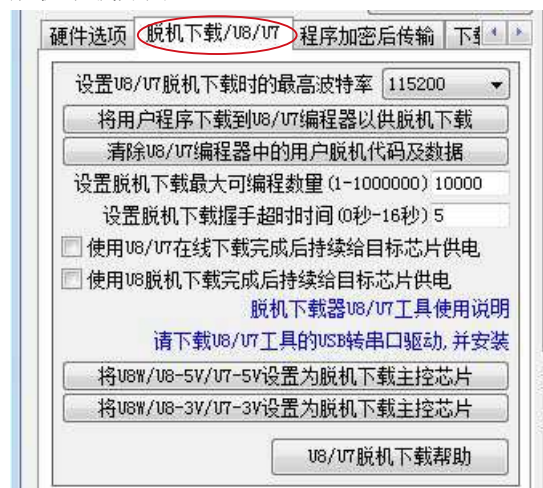 硬件选项 脱机下载/U8/U7 程序加密后传输
设置U8/U7脱机下载时的最高波特率 115200
将用户程序下载到U8/U7编程器以供脱机下载
清除U8/U7编程器中的用户脱机代码及数据
设置脱机下载最大可编程数量(1-1000000) 10000
设置脱机下载握手超时时间(0秒-16秒) 5
使用U8/U7在线下载完成后持续给目标芯片供电
使用U8脱机下载完成后持续给目标芯片供电
脱机下载器U8/U7工具使用说明
请下载U8/U7工具的USB转串口驱动,并安装
将U8W/U8-5V/U7-5V设置为脱机下载主控芯片
将U8W/U8-3V/U7-3V设置为脱机下载主控芯片
U8/U7脱机下载帮助